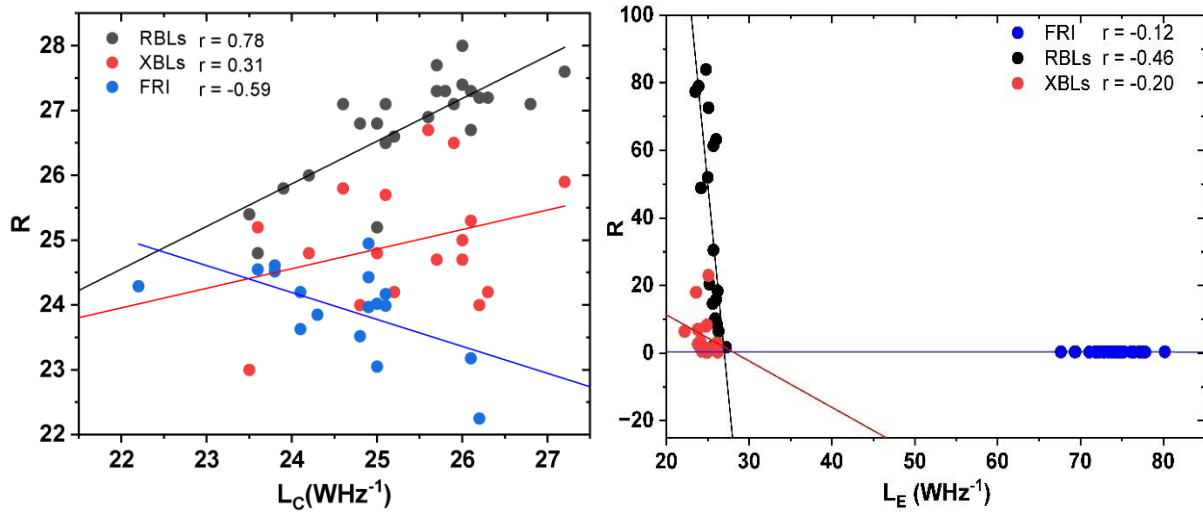 RBLs r = 0.78
XBLs r = 0.31
FRI r = -0.59
R
28
27
26
25
24
23
22
22 23 24 25 26 27
L_C(WHz⁻¹)
FRI r = -0.12
RBLs r = -0.46
XBLs r = -0.20
R
100
80
60
40
20
0
−20
20 30 40 50 60 70 80
L_E (WHz⁻¹)